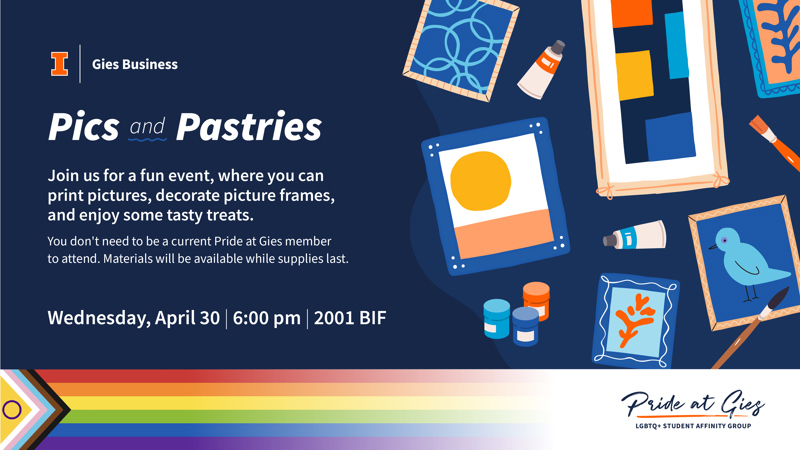 I
Gies Business
Pics and Pastries
Join us for a fun event, where you can
print pictures, decorate picture frames,
and enjoy some tasty treats.
You don't need to be a current Pride at Gies member
to attend. Materials will be available while supplies last.
Wednesday, April 30 | 6:00 pm | 2001 BIF
Pride at Gies
LGBTQ+ STUDENT AFFINITY GROUP